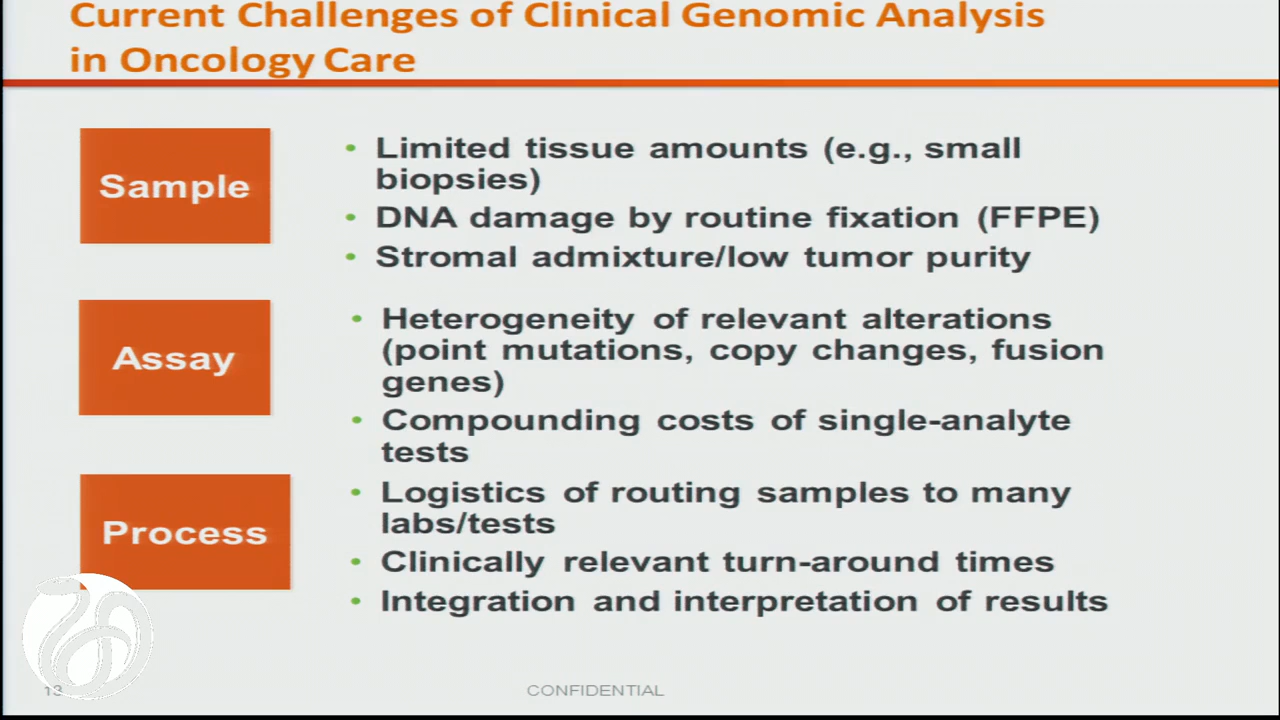 Current Challenges of Clinical Genomic Analysis
in Oncology Care
Sample
• Limited tissue amounts (e.g., small
biopsies)
• DNA damage by routine fixation (FFPE)
• Stromal admixture/low tumor purity
Assay
• Heterogeneity of relevant alterations
(point mutations, copy changes, fusion
genes)
• Compounding costs of single-analyte
tests
Process
• Logistics of routing samples to many
labs/tests
• Clinically relevant turn-around times
• Integration and interpretation of results
13
CONFIDENTIAL